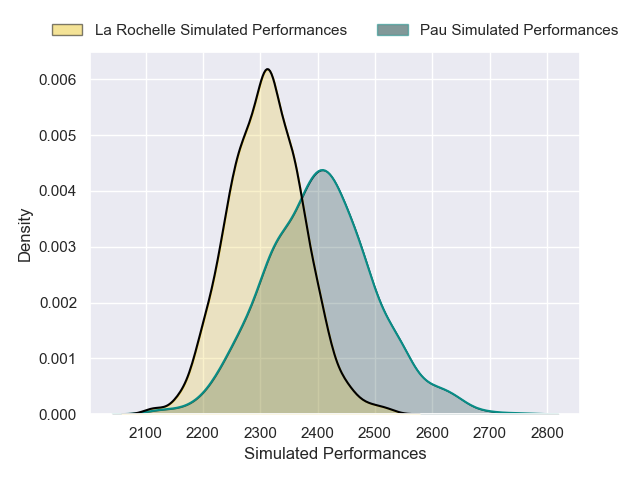 La Rochelle Simulated Performances Pau Simulated Performances
0.006
0.005
0.004
0.003
0.002
0.001
0.000
Density
2100 2200 2300 2400 2500 2600 2700 2800
Simulated Performances